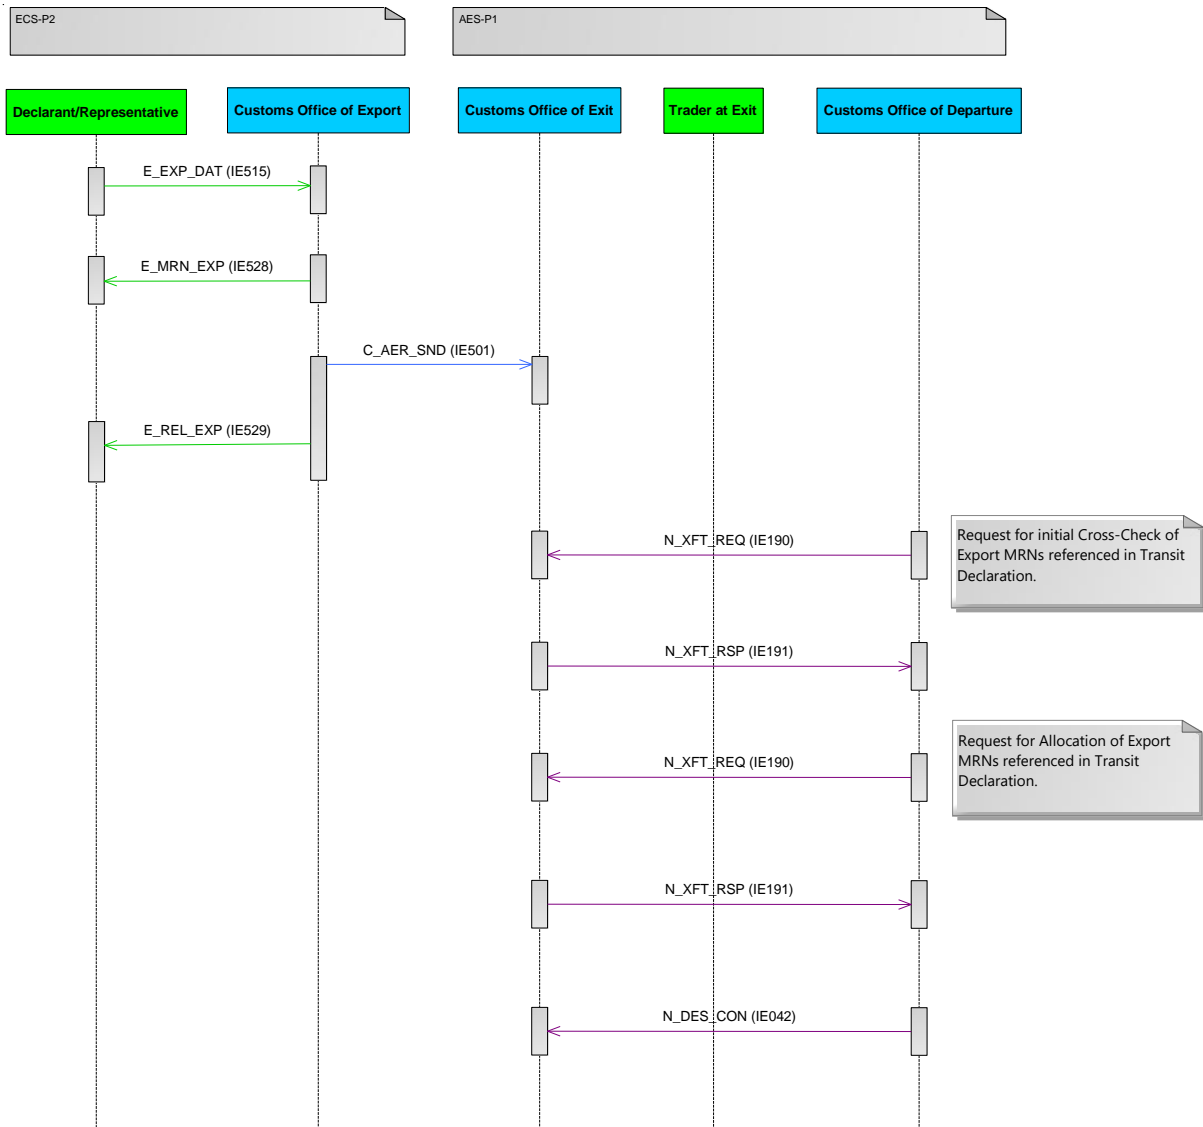 ECS-P2
AES-P1
Declarant/Representative
Customs Office of Export
Customs Office of Exit
Trader at Exit
Customs Office of Departure
E_EXP_DAT (IE515)
E_MRN_EXP (IE528)
C_AER_SND (IE501)
E_REL_EXP (IE529)
N_XFT_REQ (IE190)
Request for initial Cross-Check of
Export MRNs referenced in Transit
Declaration.
N_XFT_RSP (IE191)
N_XFT_REQ (IE190)
Request for Allocation of Export
MRNs referenced in Transit
Declaration.
N_XFT_RSP (IE191)
N_DES_CON (IE042)